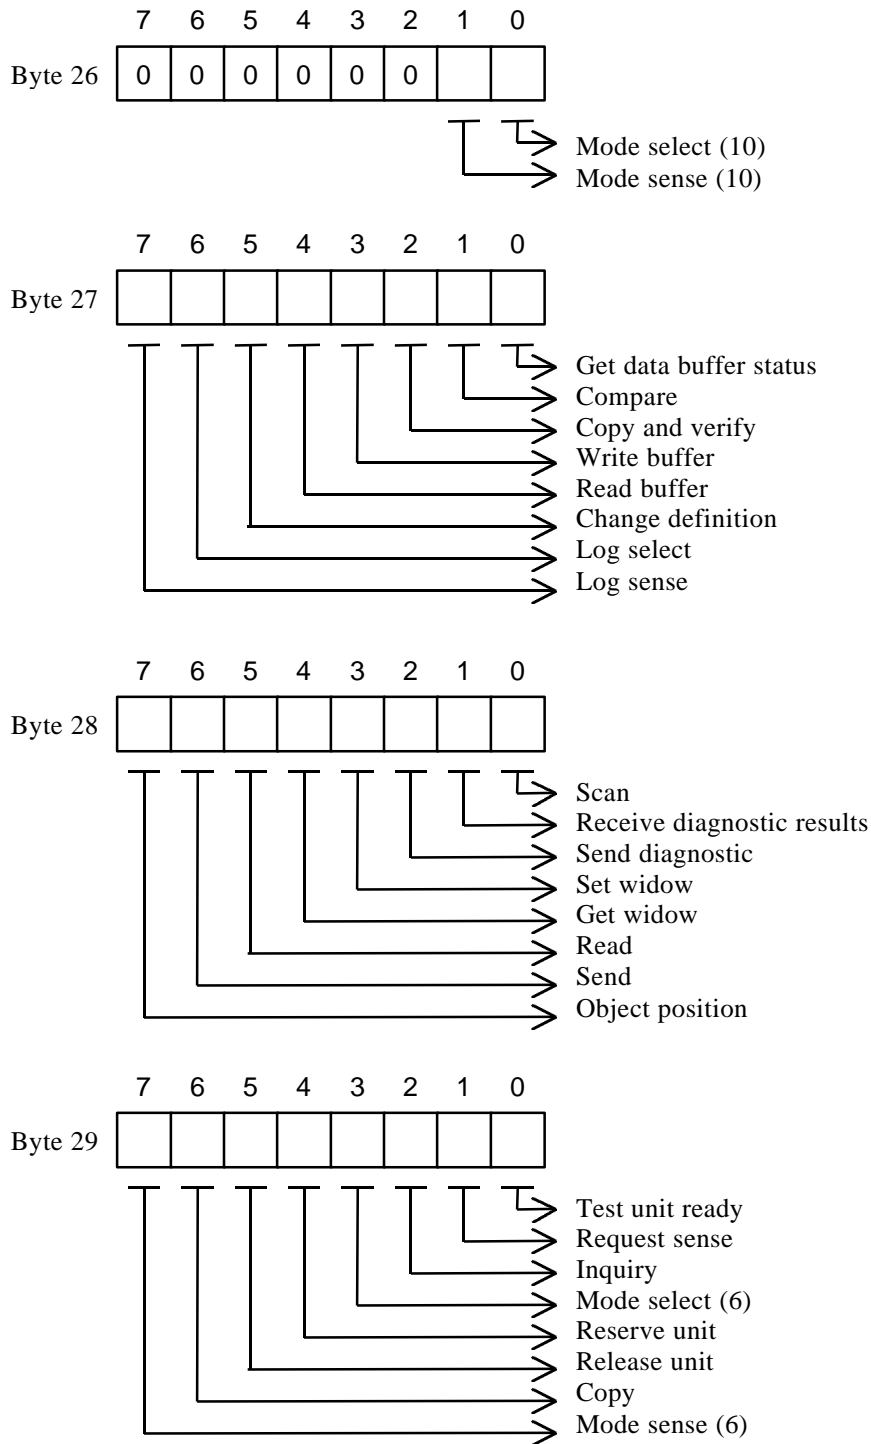 7 6 5 4 3 2 1 0
Byte 26 0 0 0 0 0 0
Mode select (10)
Mode sense (10)
7 6 5 4 3 2 1 0
Byte 27
Get data buffer status
Compare
Copy and verify
Write buffer
Read buffer
Change definition
Log select
Log sense
7 6 5 4 3 2 1 0
Byte 28
Scan
Receive diagnostic results
Send diagnostic
Set widow
Get widow
Read
Send
Object position
7 6 5 4 3 2 1 0
Byte 29
Test unit ready
Request sense
Inquiry
Mode select (6)
Reserve unit
Release unit
Copy
Mode sense (6)